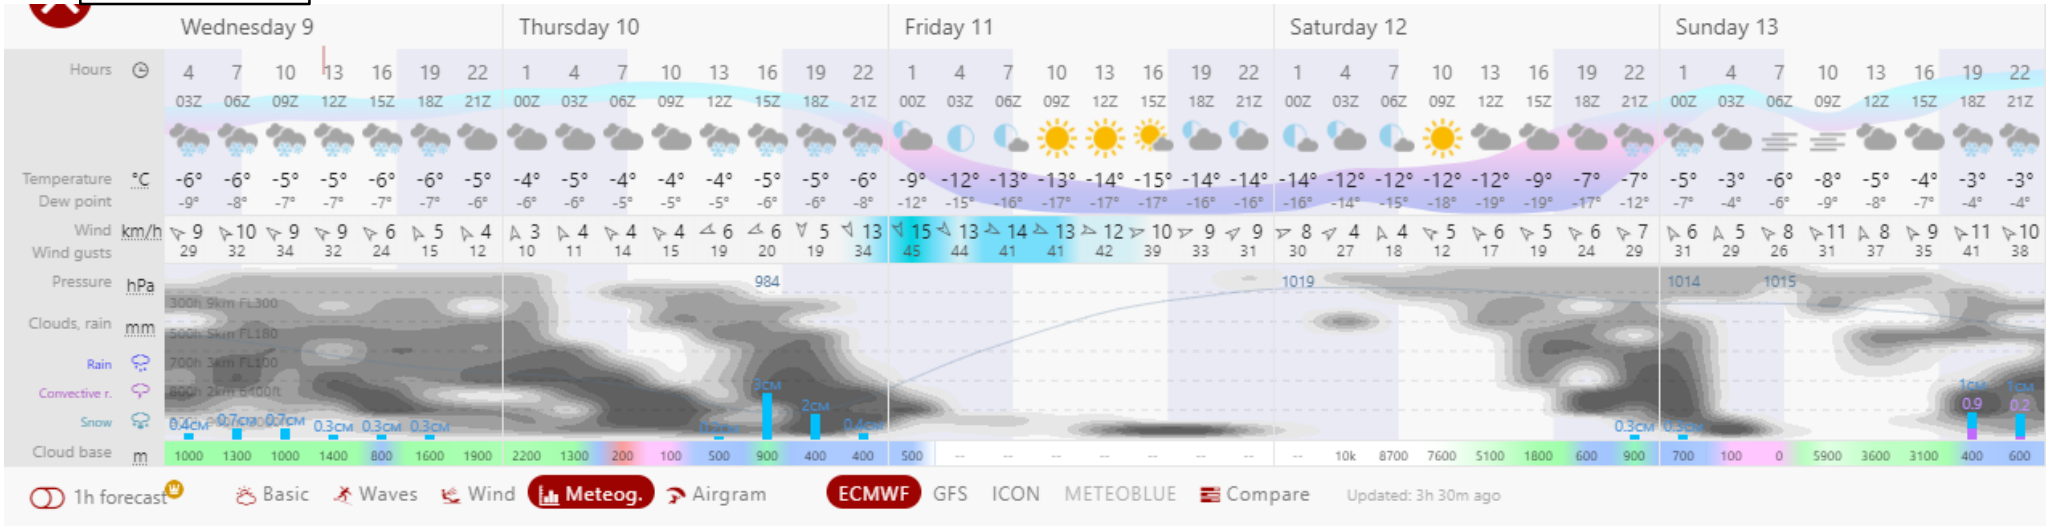 Wednesday 9 Thursday 10 Friday 11 Saturday 12 Sunday 13
Hours 4 7 10 13 16 19 22 1 4 7 10 13 16 19 22 1 4 7 10 13 16 19 22 1 4 7 10 13 16 19 22 1 4 7 10 13 16 19 22
03Z 06Z 09Z 12Z 15Z 18Z 21Z 00Z 03Z 06Z 09Z 12Z 15Z 18Z 21Z 00Z 03Z 06Z 09Z 12Z 15Z 18Z 21Z 00Z 03Z 06Z 09Z 12Z 15Z 18Z 21Z 00Z 03Z 06Z 09Z 12Z 15Z 18Z 21Z
Temperature °C -6° -6° -5° -5° -6° -6° -5° -4° -5° -4° -4° -4° -5° -5° -6° -9° -12° -13° -13° -14° -15° -14° -14° -14° -12° -12° -12° -12° -9° -7° -7° -5° -3° -6° -8° -5° -4° -3° -3°
Dew point -9° -8° -7° -7° -7° -7° -6° -6° -6° -5° -5° -5° -6° -6° -8° -12° -15° -16° -17° -17° -17° -16° -16° -16° -14° -15° -18° -19° -19° -17° -12° -7° -4° -6° -9° -8° -7° -4° -4°
Wind km/h 9 10 9 9 6 5 4 3 4 4 4 6 6 5 13 15 13 14 13 12 10 9 9 8 4 4 5 6 5 6 7 6 5 8 11 8 9 11 10
Wind gusts 29 32 34 32 24 15 12 10 11 14 15 19 20 19 34 45 44 41 41 42 39 33 31 30 27 18 12 17 19 24 29 31 29 26 31 37 35 41 38
Pressure hPa 984 1019 1014 1015
300h 9km FL300
Clouds, rain mm
500h 5km FL180
Rain 700h 3km FL100
Convective r. 800h 2km 6400ft 3см 1см 1см
0.9 0.2
2см
Snow 0.4см 0.7см 0.7см 0.3см 0.3см 0.3см 0.4см 0.3см 0.3см
Cloud base m 1000 1300 1000 1400 800 1600 1900 2200 1300 200 100 500 900 400 400 500 -- -- -- -- -- -- -- -- 10k 8700 7600 5100 1800 600 900 700 100 0 5900 3600 3100 400 600
1h forecast Basic Waves Wind Meteog. Airgram ECMWF GFS ICON METEOBLUE Compare Updated: 3h 30m ago